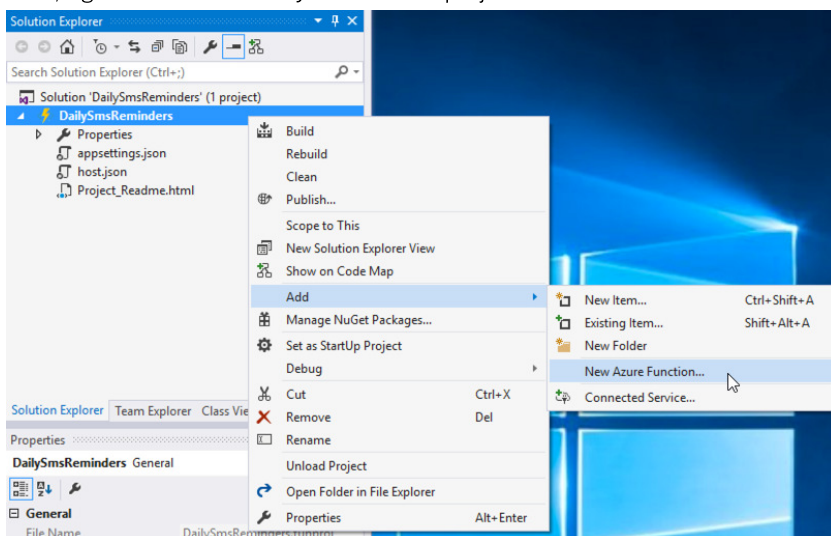 Solution Explorer
Search Solution Explorer (Ctrl+;)
Solution 'DailySmsReminders' (1 project)
DailySmsReminders
Properties
appsettings.json
host.json
Project_Readme.html
Build
Rebuild
Clean
Publish...
Scope to This
New Solution Explorer View
Show on Code Map
Add
Manage NuGet Packages...
Set as StartUp Project
Debug
Cut Ctrl+X
Remove Del
Rename
Unload Project
Open Folder in File Explorer
Properties Alt+Enter
New Item... Ctrl+Shift+A
Existing Item... Shift+Alt+A
New Folder
New Azure Function...
Connected Service...
Solution Explorer Team Explorer Class Vie
Properties
DailySmsReminders General
General
File Name